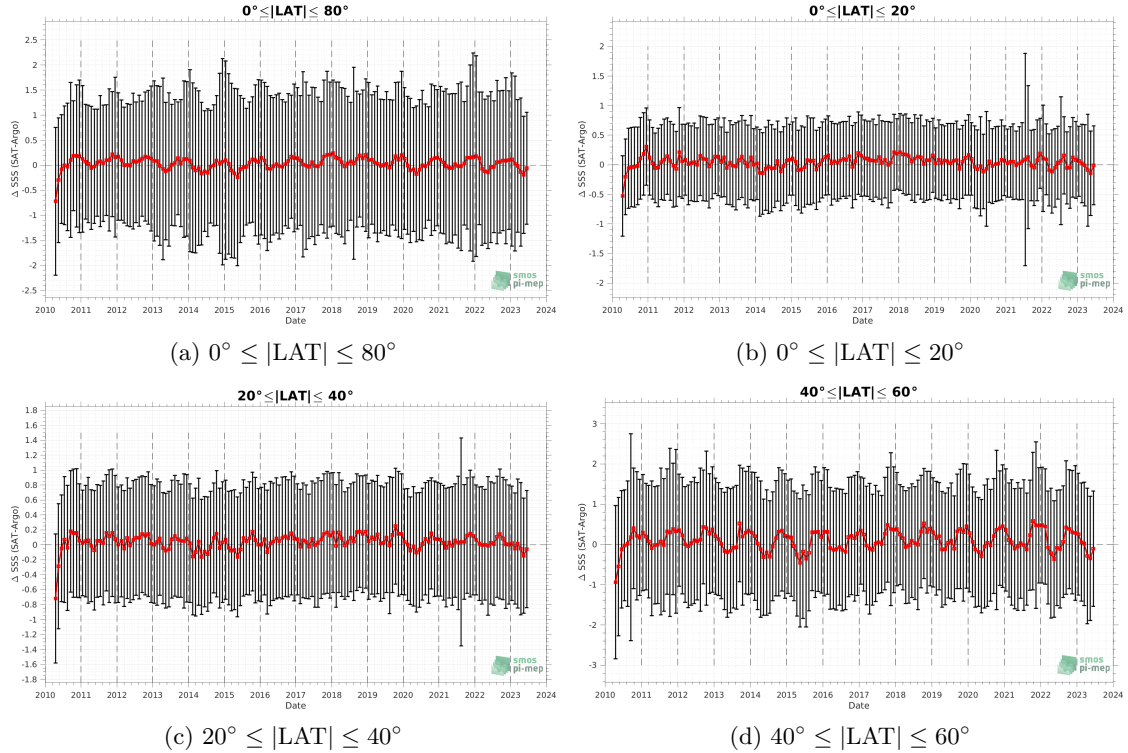 0°≤|LAT|≤ 80°
Δ SSS (SAT-Argo)
2.5
2
1.5
1
0.5
0
-0.5
-1
-1.5
-2
-2.5
2010 2011 2012 2013 2014 2015 2016 2017 2018 2019 2020 2021 2022 2023 2024
Date
smos
pi-mep
(a) 0° ≤ |LAT| ≤ 80°
0°≤|LAT|≤ 20°
Δ SSS (SAT-Argo)
2
1.5
1
0.5
0
-0.5
-1
-1.5
-2
2010 2011 2012 2013 2014 2015 2016 2017 2018 2019 2020 2021 2022 2023 2024
Date
smos
pi-mep
(b) 0° ≤ |LAT| ≤ 20°
20°≤|LAT|≤ 40°
Δ SSS (SAT-Argo)
1.8
1.6
1.4
1.2
1
0.8
0.6
0.4
0.2
0
-0.2
-0.4
-0.6
-0.8
-1
-1.2
-1.4
-1.6
-1.8
2010 2011 2012 2013 2014 2015 2016 2017 2018 2019 2020 2021 2022 2023 2024
Date
smos
pi-mep
(c) 20° ≤ |LAT| ≤ 40°
40°≤|LAT|≤ 60°
Δ SSS (SAT-Argo)
3
2
1
0
-1
-2
-3
2010 2011 2012 2013 2014 2015 2016 2017 2018 2019 2020 2021 2022 2023 2024
Date
smos
pi-mep
(d) 40° ≤ |LAT| ≤ 60°